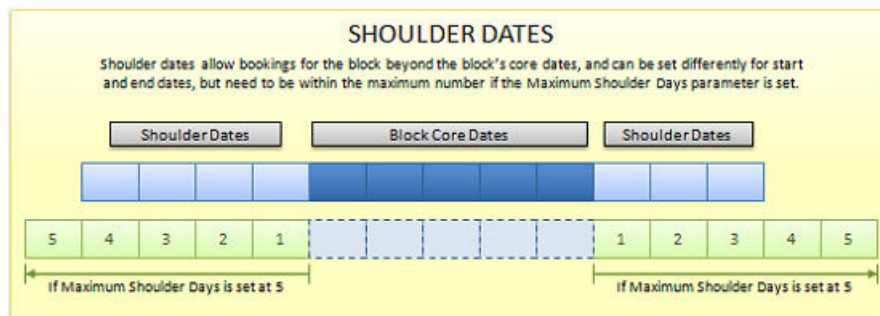 SHOULDER DATES
Shoulder dates allow bookings for the block beyond the block's core dates, and can be set differently for start
and end dates, but need to be within the maximum number if the Maximum Shoulder Days parameter is set.
Shoulder Dates Block Core Dates Shoulder Dates
5 4 3 2 1 1 2 3 4 5
If Maximum Shoulder Days is set at 5 If Maximum Shoulder Days is set at 5